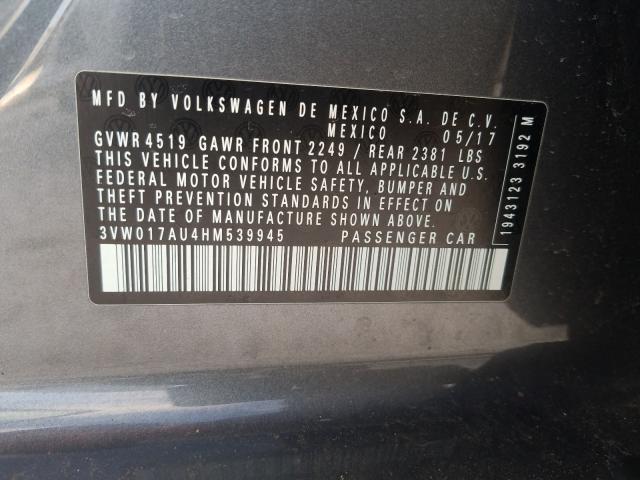 MFD BY VOLKSWAGEN DE MEXICO S.A. DE C.V.
MEXICO 05/17
GVWR 4519 GAWR FRONT 2249 / REAR 2381 LBS
THIS VEHICLE CONFORMS TO ALL APPLICABLE U.S.
FEDERAL MOTOR VEHICLE SAFETY, BUMPER AND
THEFT PREVENTION STANDARDS IN EFFECT ON
THE DATE OF MANUFACTURE SHOWN ABOVE.
3VW017AU4HM539945 PASSENGER CAR
1943123 3192 M